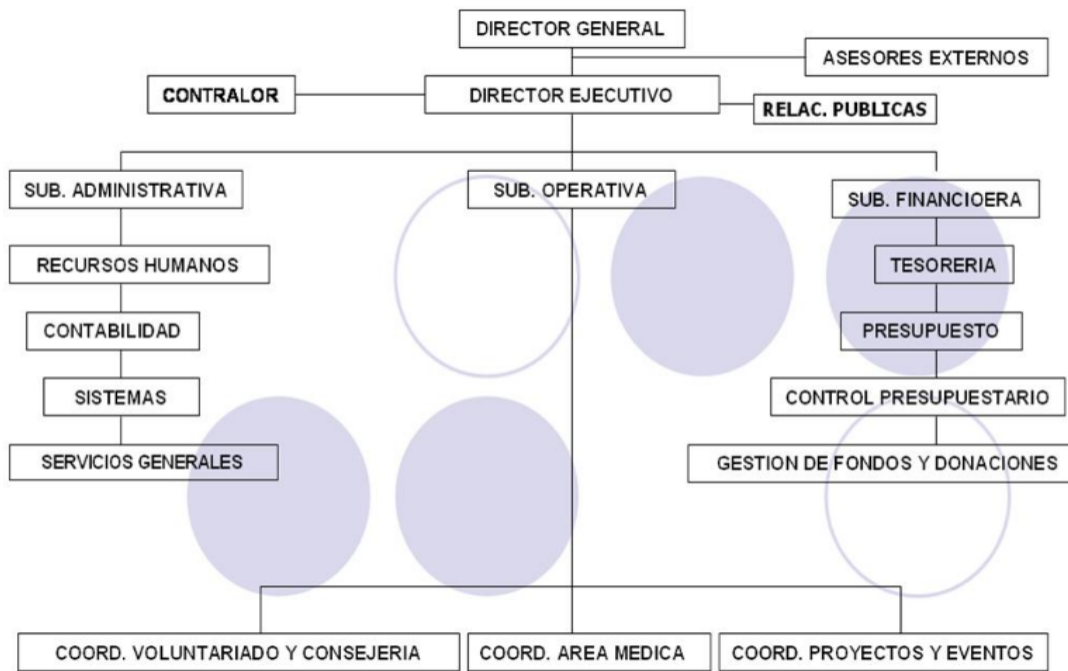 DIRECTOR GENERAL
ASESORES EXTERNOS
CONTRALOR
DIRECTOR EJECUTIVO
RELAC. PUBLICAS
SUB. ADMINISTRATIVA
SUB. OPERATIVA
SUB. FINANCIOERA
RECURSOS HUMANOS
TESORERIA
CONTABILIDAD
PRESUPUESTO
SISTEMAS
CONTROL PRESUPUESTARIO
SERVICIOS GENERALES
GESTION DE FONDOS Y DONACIONES
COORD. VOLUNTARIADO Y CONSEJERIA
COORD. AREA MEDICA
COORD. PROYECTOS Y EVENTOS